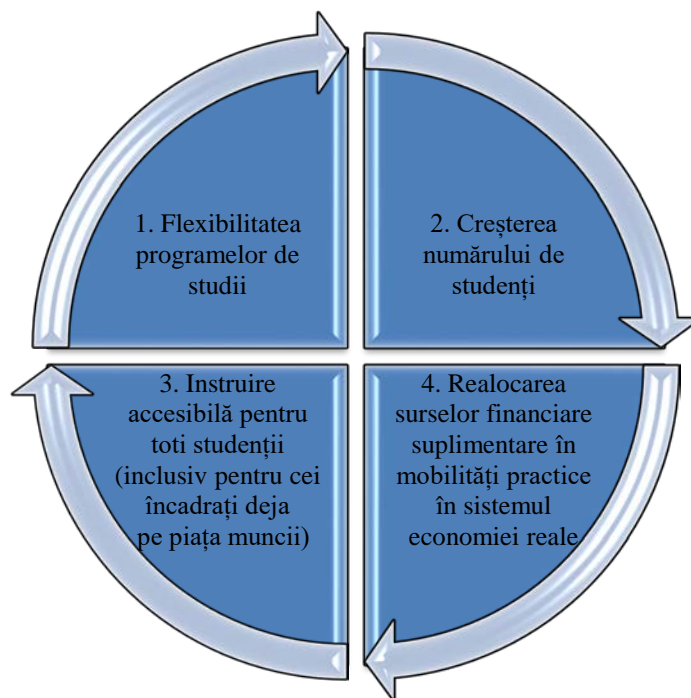 1. Flexibilitatea
programelor de
studii
2. Creșterea
numărului de
studenți
3. Instruire
accesibilă pentru
toti studenții
(inclusiv pentru cei
încadrați deja
pe piața muncii)
4. Realocarea
surselor financiare
suplimentare în
mobilități practice
în sistemul
economiei reale